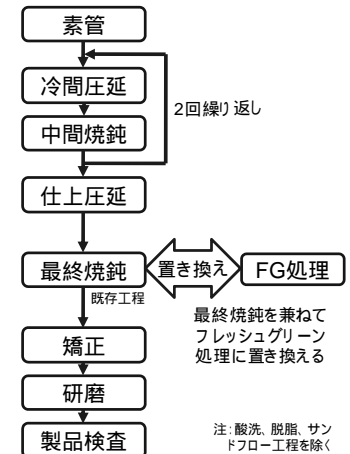 素管
冷間圧延
2回繰り返し
中間焼鈍
仕上圧延
最終焼鈍
置き換え
FG処理
既存工程
最終焼鈍を兼ねて
フレッシュグリーン
処理に置き換える
矯正
研磨
製品検査
注:酸洗、脱脂、サン
ドフロー工程を除く